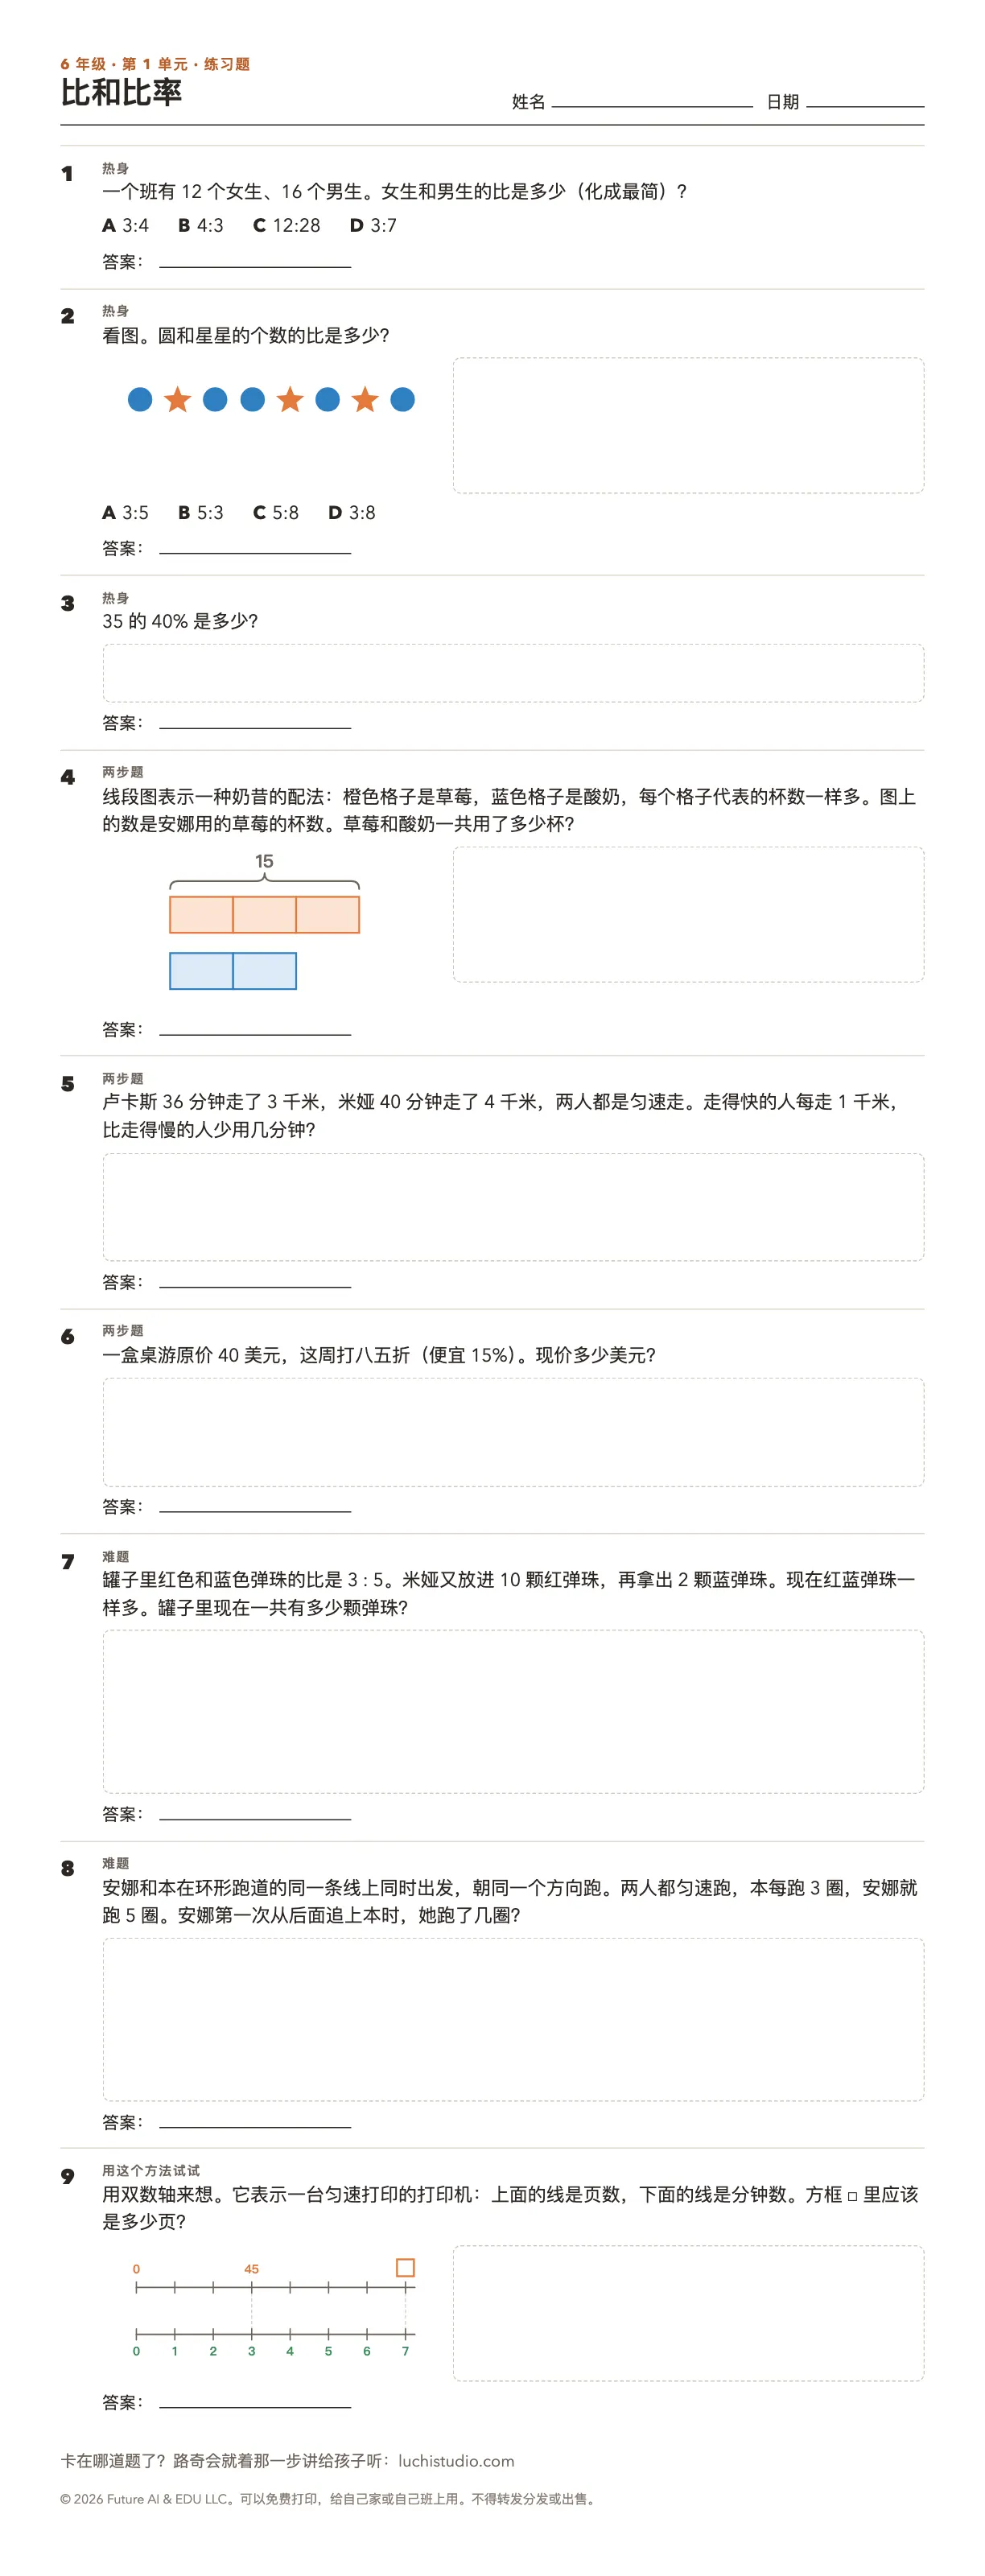 6 年级 · 第 1 单元 · 练习题
比和比率
姓名 日期
1
热身
一个班有 12 个女生、16 个男生。女生和男生的比是多少（化成最简）?
A 3:4 B 4:3 C 12:28 D 3:7
答案：
2
热身
看图。圆和星星的个数的比是多少?
A 3:5 B 5:3 C 5:8 D 3:8
答案：
3
热身
35 的 40% 是多少?
答案：
4
两步题
线段图表示一种奶昔的配法：橙色格子是草莓，蓝色格子是酸奶，每个格子代表的杯数一样多。图上
的数是安娜用的草莓的杯数。草莓和酸奶一共用了多少杯?
15
答案：
5
两步题
卢卡斯 36 分钟走了 3 千米，米娅 40 分钟走了 4 千米，两人都是匀速走。走得快的人每走 1 千米，
比走得慢的人少用几分钟?
答案：
6
两步题
一盒桌游原价 40 美元，这周打八五折（便宜 15%）。现价多少美元?
答案：
7
难题
罐子里红色和蓝色弹珠的比是 3 : 5。米娅又放进 10 颗红弹珠，再拿出 2 颗蓝弹珠。现在红蓝弹珠一
样多。罐子里现在一共有多少颗弹珠?
答案：
8
难题
安娜和本在环形跑道的同一条线上同时出发，朝同一个方向跑。两人都匀速跑，本每跑 3 圈，安娜就
跑 5 圈。安娜第一次从后面追上本时，她跑了几圈?
答案：
9
用这个方法试试
用双数轴来想。它表示一台匀速打印的打印机：上面的线是页数，下面的线是分钟数。方框 □ 里应该
是多少页?
0 45
0 1 2 3 4 5 6 7
答案：
卡在哪道题了？路奇会就着那一步讲给孩子听：luchistudio.com
© 2026 Future AI & EDU LLC。可以免费打印，给自己家或自己班上用。不得转发分发或出售。